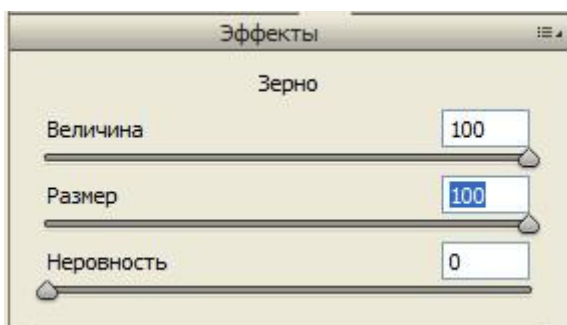 Эффекты
Зерно
Величина 100
Размер 100
Неровность 0